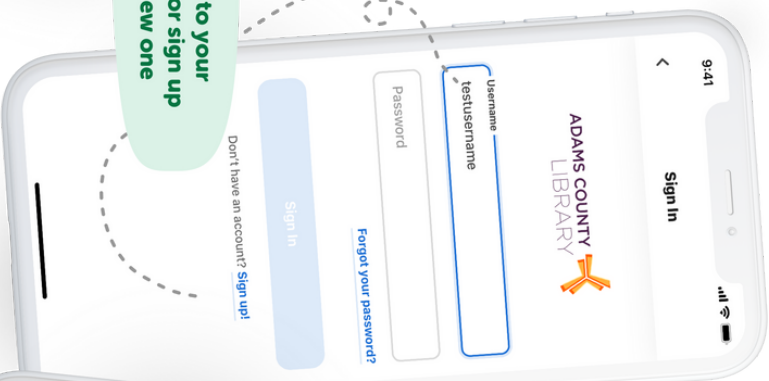 to your
or sign up
ew one
9:41
Sign In
ADAMS COUNTY
LIBRARY
Username
testusername
Password
Forgot your password?
Sign In
Don't have an account? Sign up!